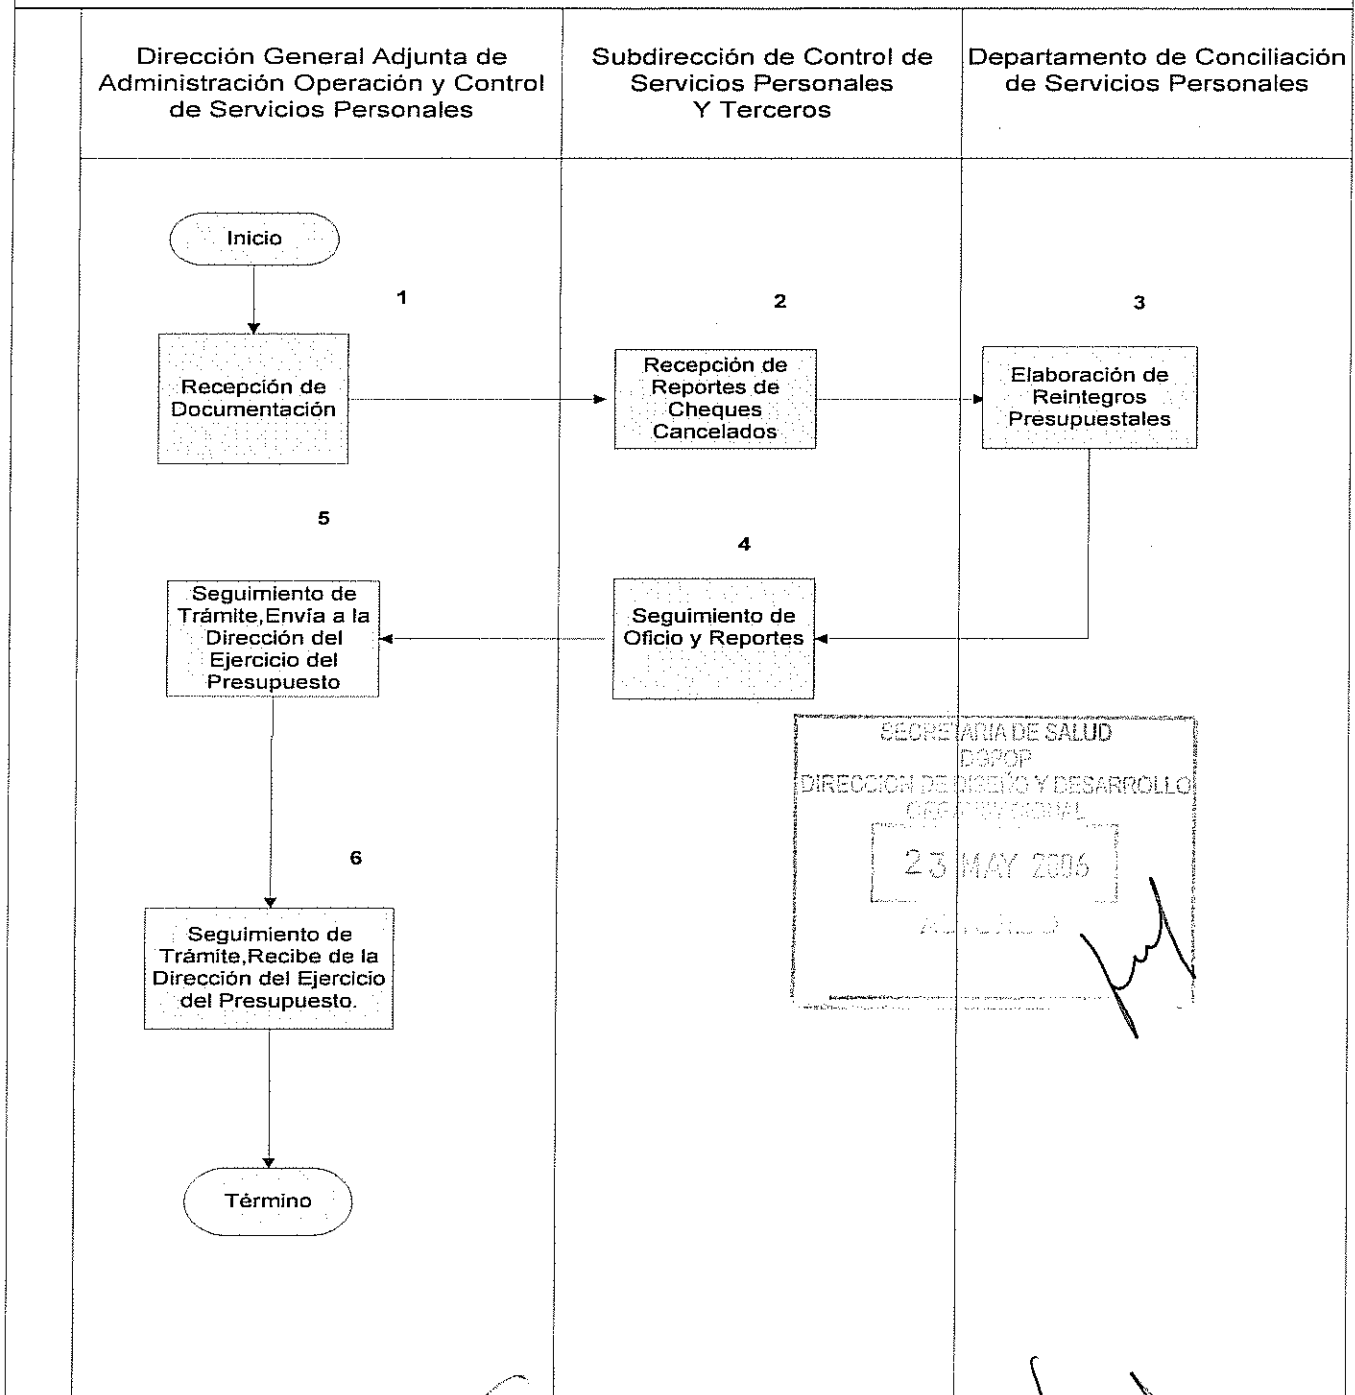 Dirección General Adjunta de
Administración Operación y Control
de Servicios Personales
Subdirección de Control de
Servicios Personales
Y Terceros
Departamento de Conciliación
de Servicios Personales
Inicio
1
2
3
Recepción de
Documentación
Recepción de
Reportes de
Cheques
Cancelados
Elaboración de
Reintegros
Presupuestales
5
4
Seguimiento de
Trámite,Envía a la
Dirección del
Ejercicio del
Presupuesto
Seguimiento de
Oficio y Reportes
SECRETARIA DE SALUD
DGPOP
DIRECCION DE DISEÑO Y DESARROLLO
23 MAY 2006
6
Seguimiento de
Trámite,Recibe de la
Dirección del Ejercicio
del Presupuesto.
Término